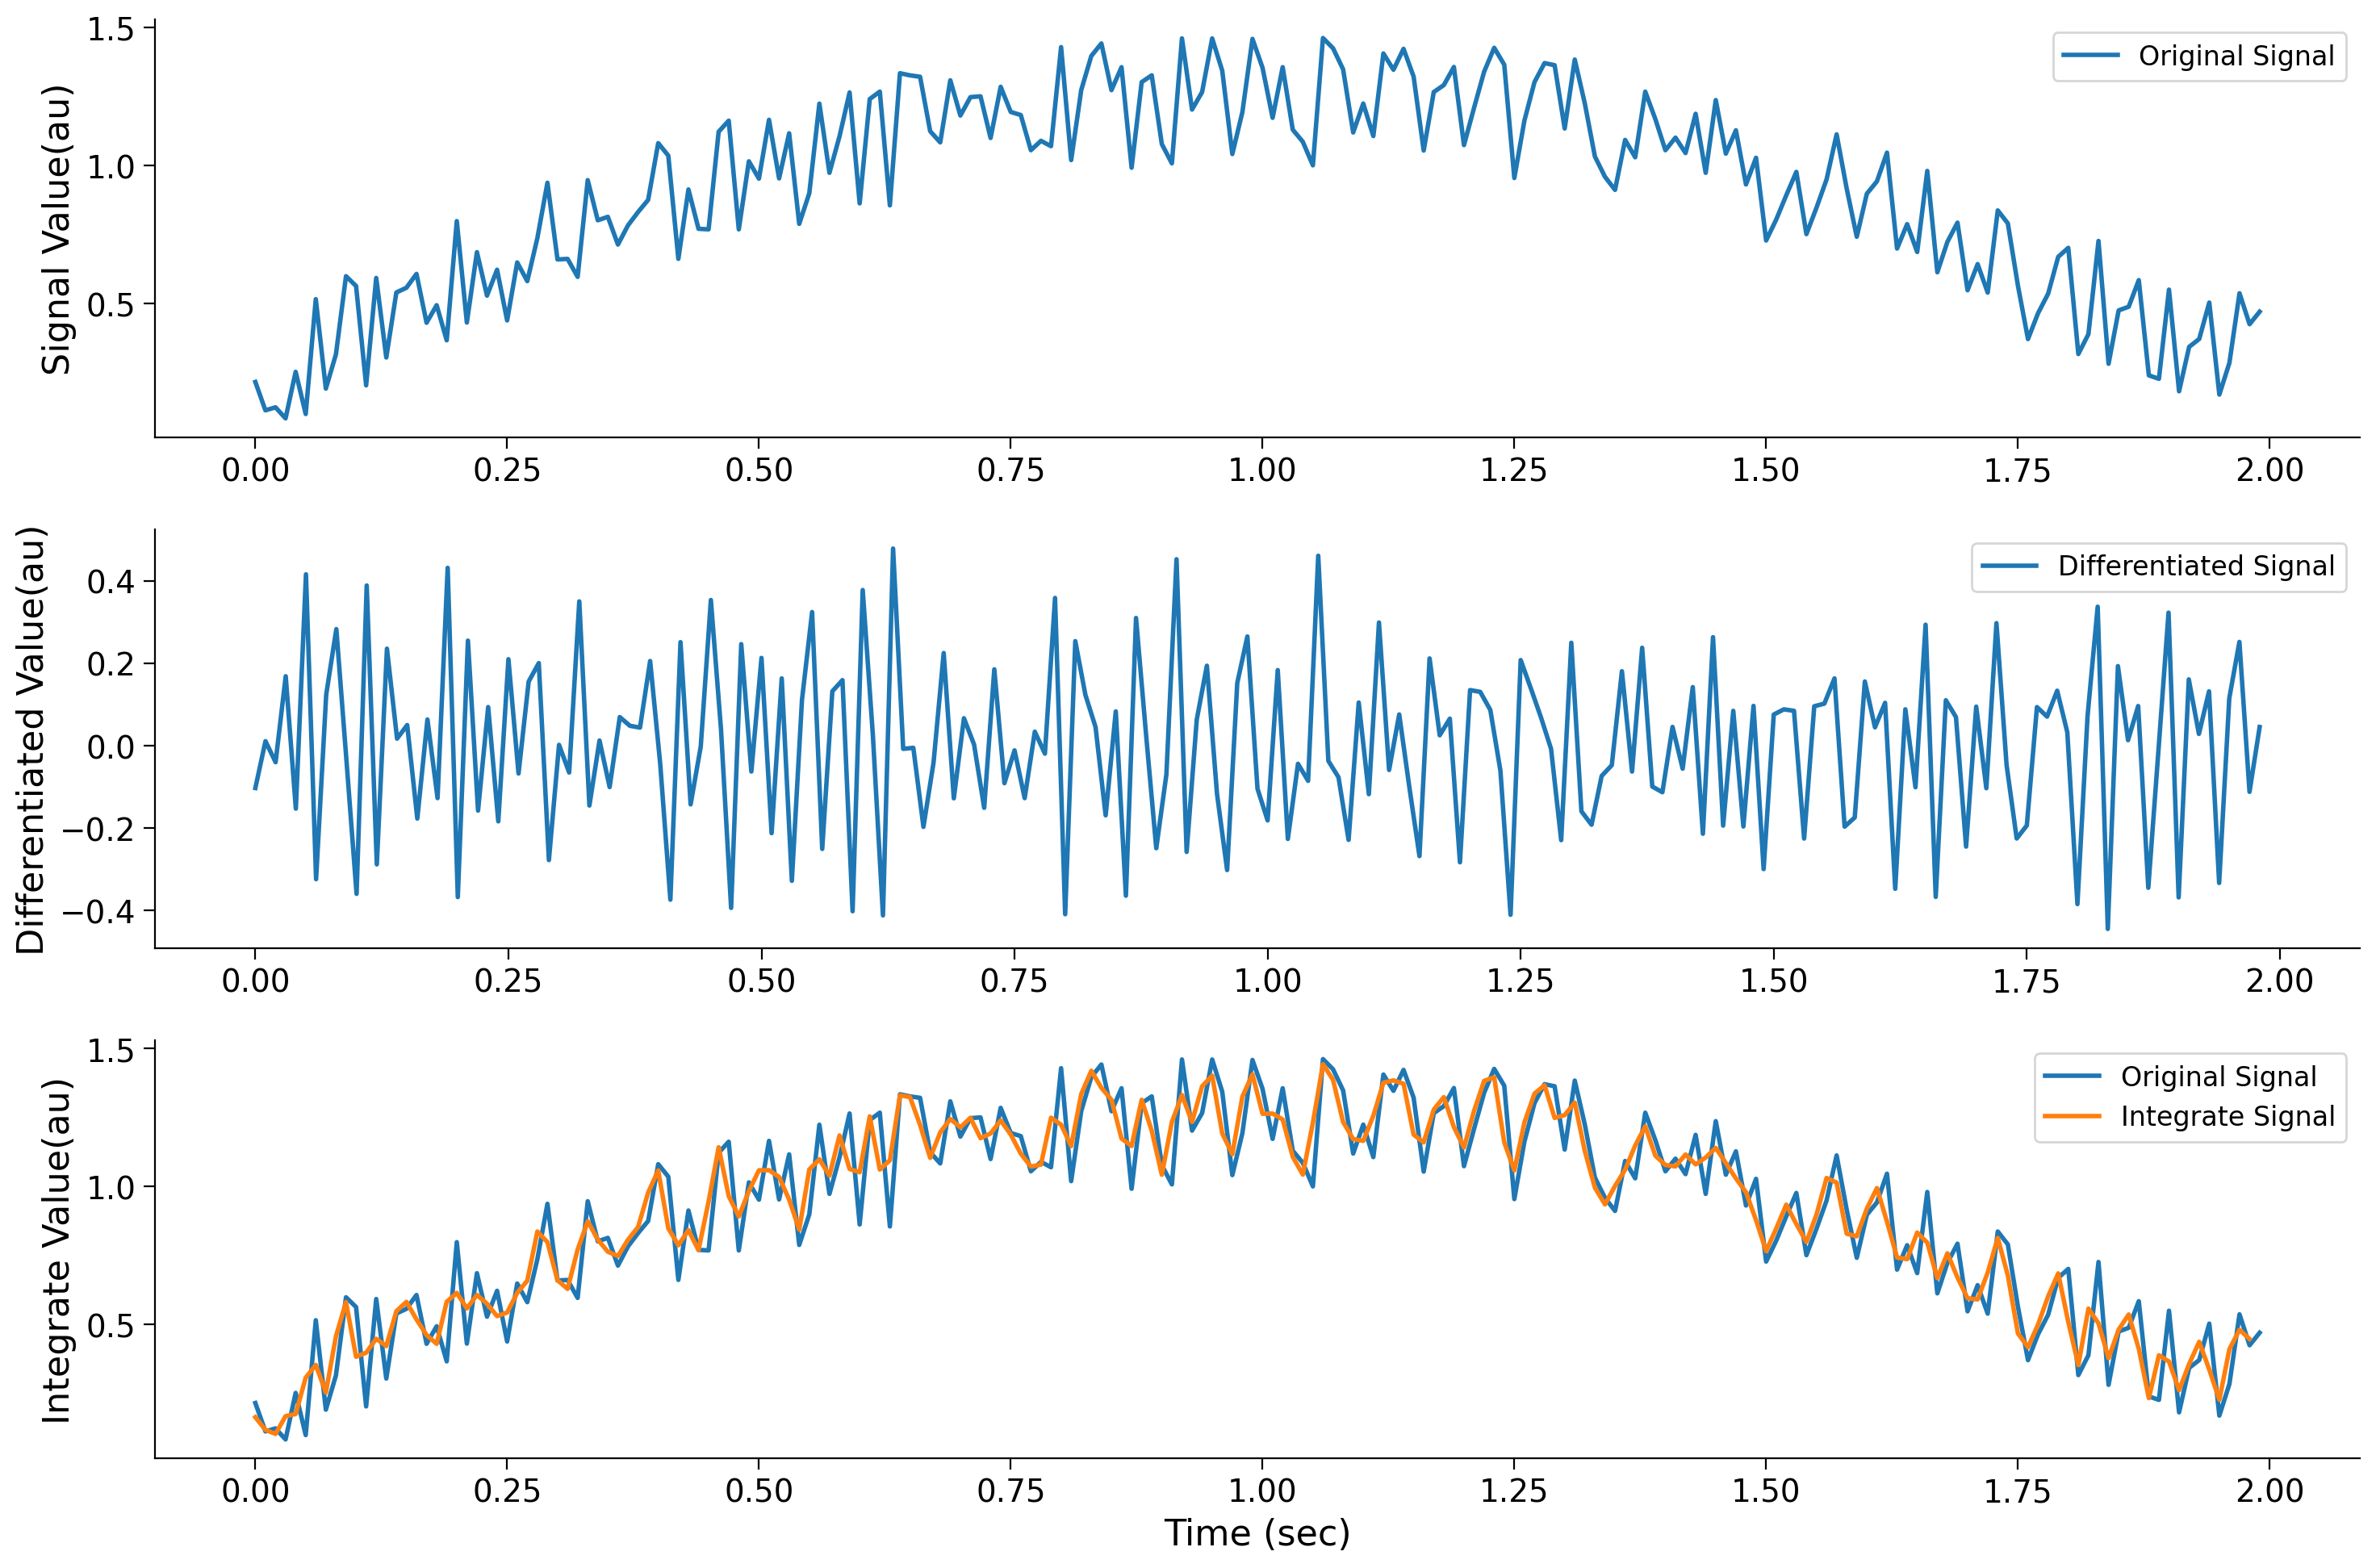 Signal Value(au)
1.5
1.0
0.5
Original Signal
0.00 0.25 0.50 0.75 1.00 1.25 1.50 1.75 2.00
Differentiated Value(au)
0.4
0.2
0.0
−0.2
−0.4
Differentiated Signal
0.00 0.25 0.50 0.75 1.00 1.25 1.50 1.75 2.00
Integrate Value(au)
1.5
1.0
0.5
Original Signal
Integrate Signal
0.00 0.25 0.50 0.75 1.00 1.25 1.50 1.75 2.00
Time (sec)